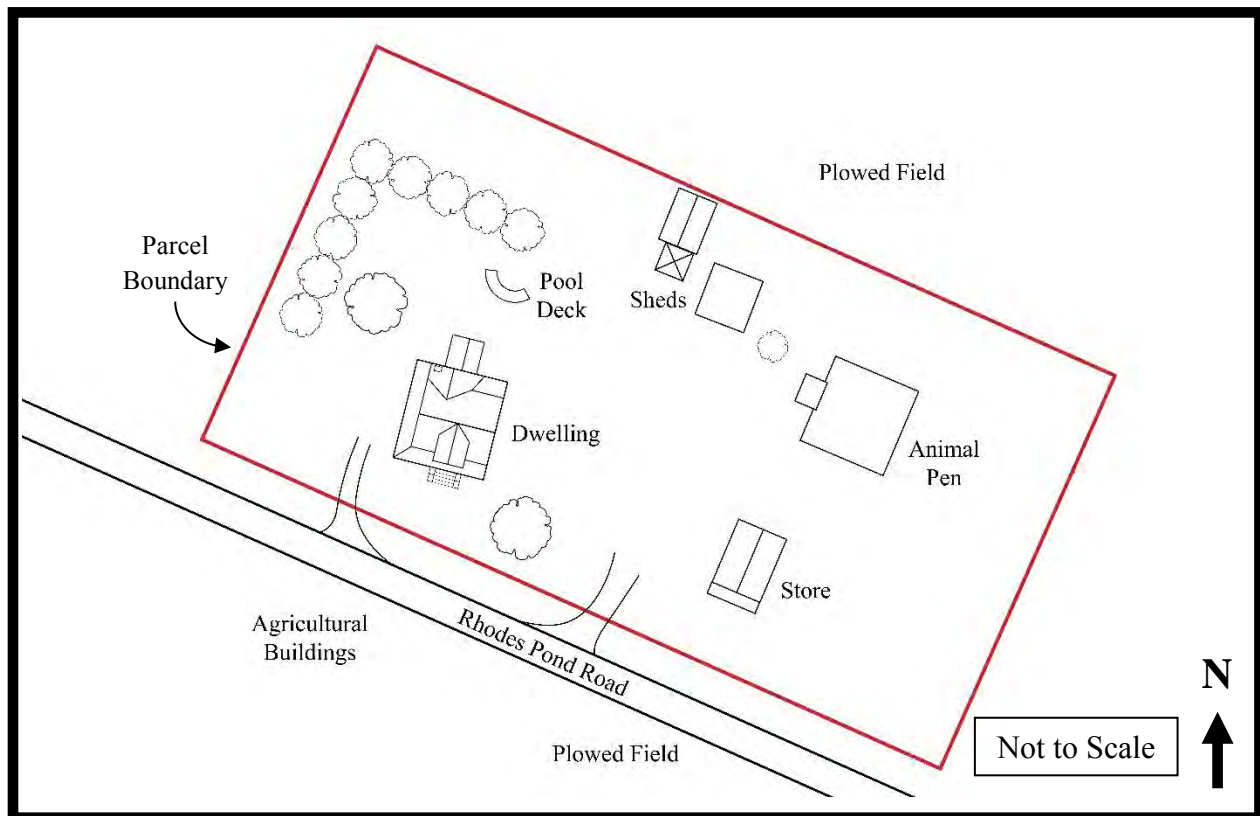 Plowed Field
Parcel
Boundary
Pool
Deck
Sheds
Dwelling
Animal
Pen
Store
Agricultural
Buildings
Rhodes Pond Road
Plowed Field
N
Not to Scale